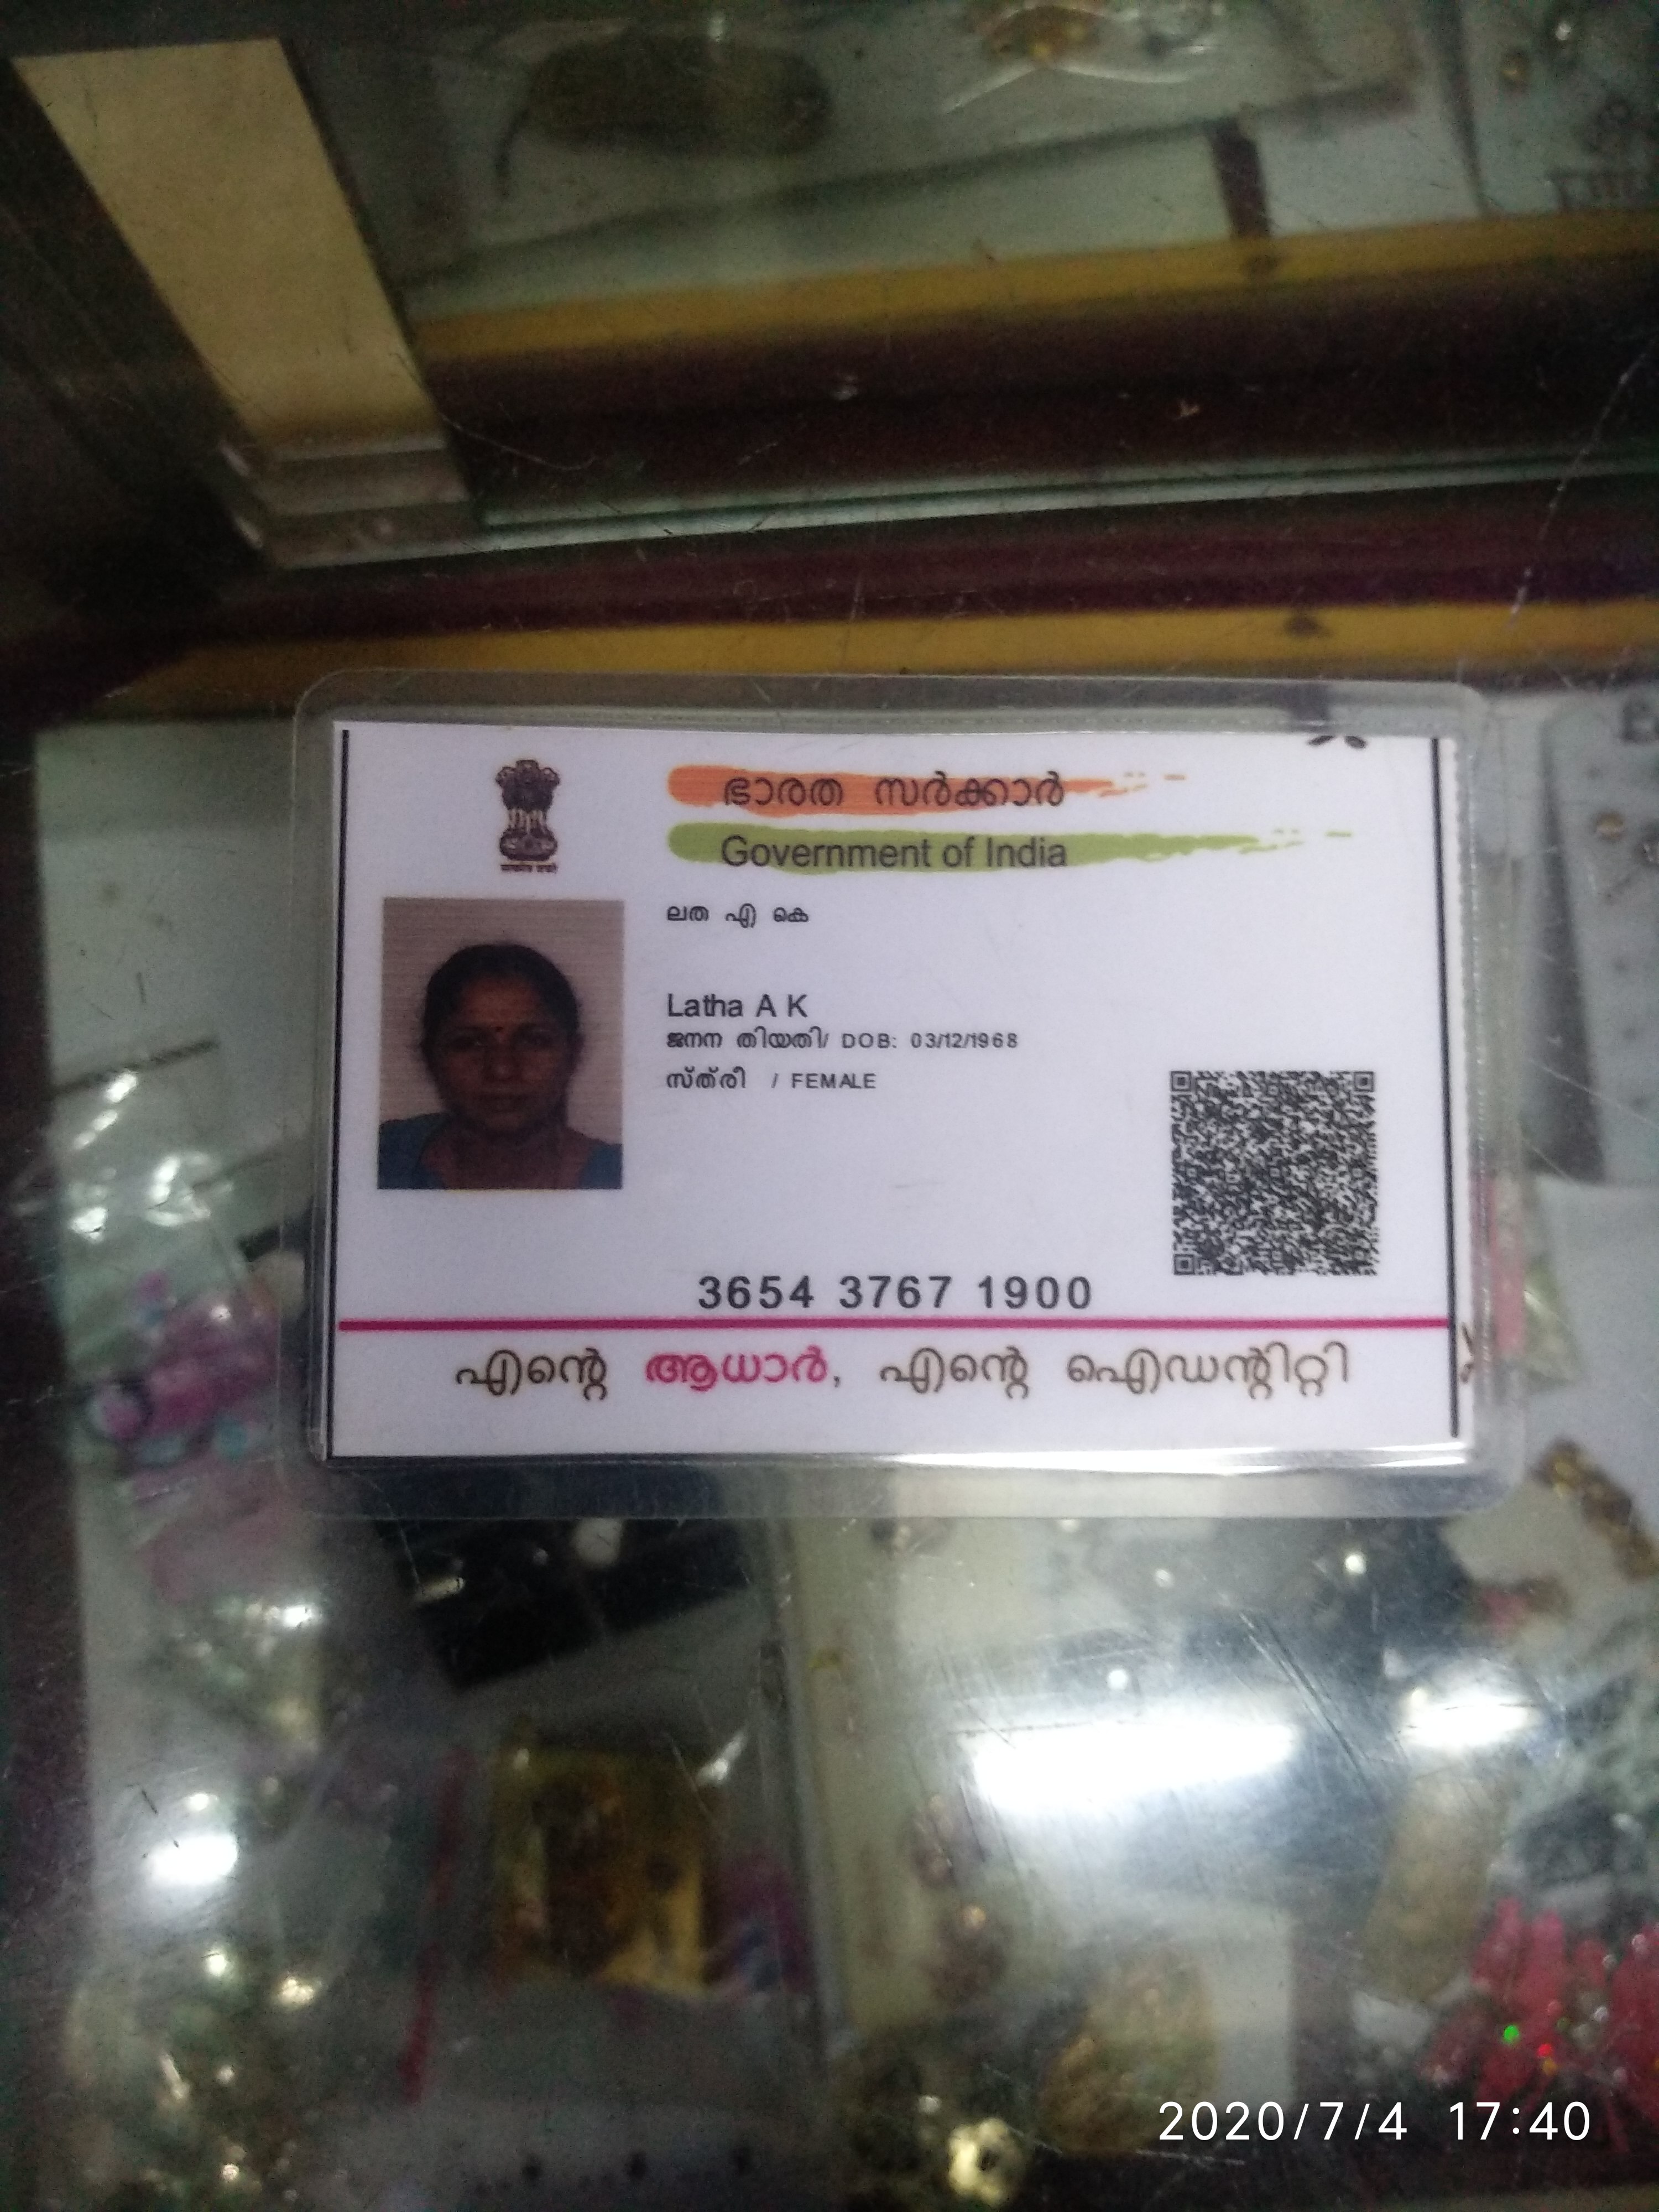 ഭാരത സർക്കാർ
Government of India
ലത എ കെ
Latha A K
ജനന തിയതി/ DOB: 03/12/1968
സ്ത്രീ / FEMALE
3654 3767 1900
എന്റെ ആധാർ, എന്റെ ഐഡന്റിറ്റി
2020/7/4 17:40